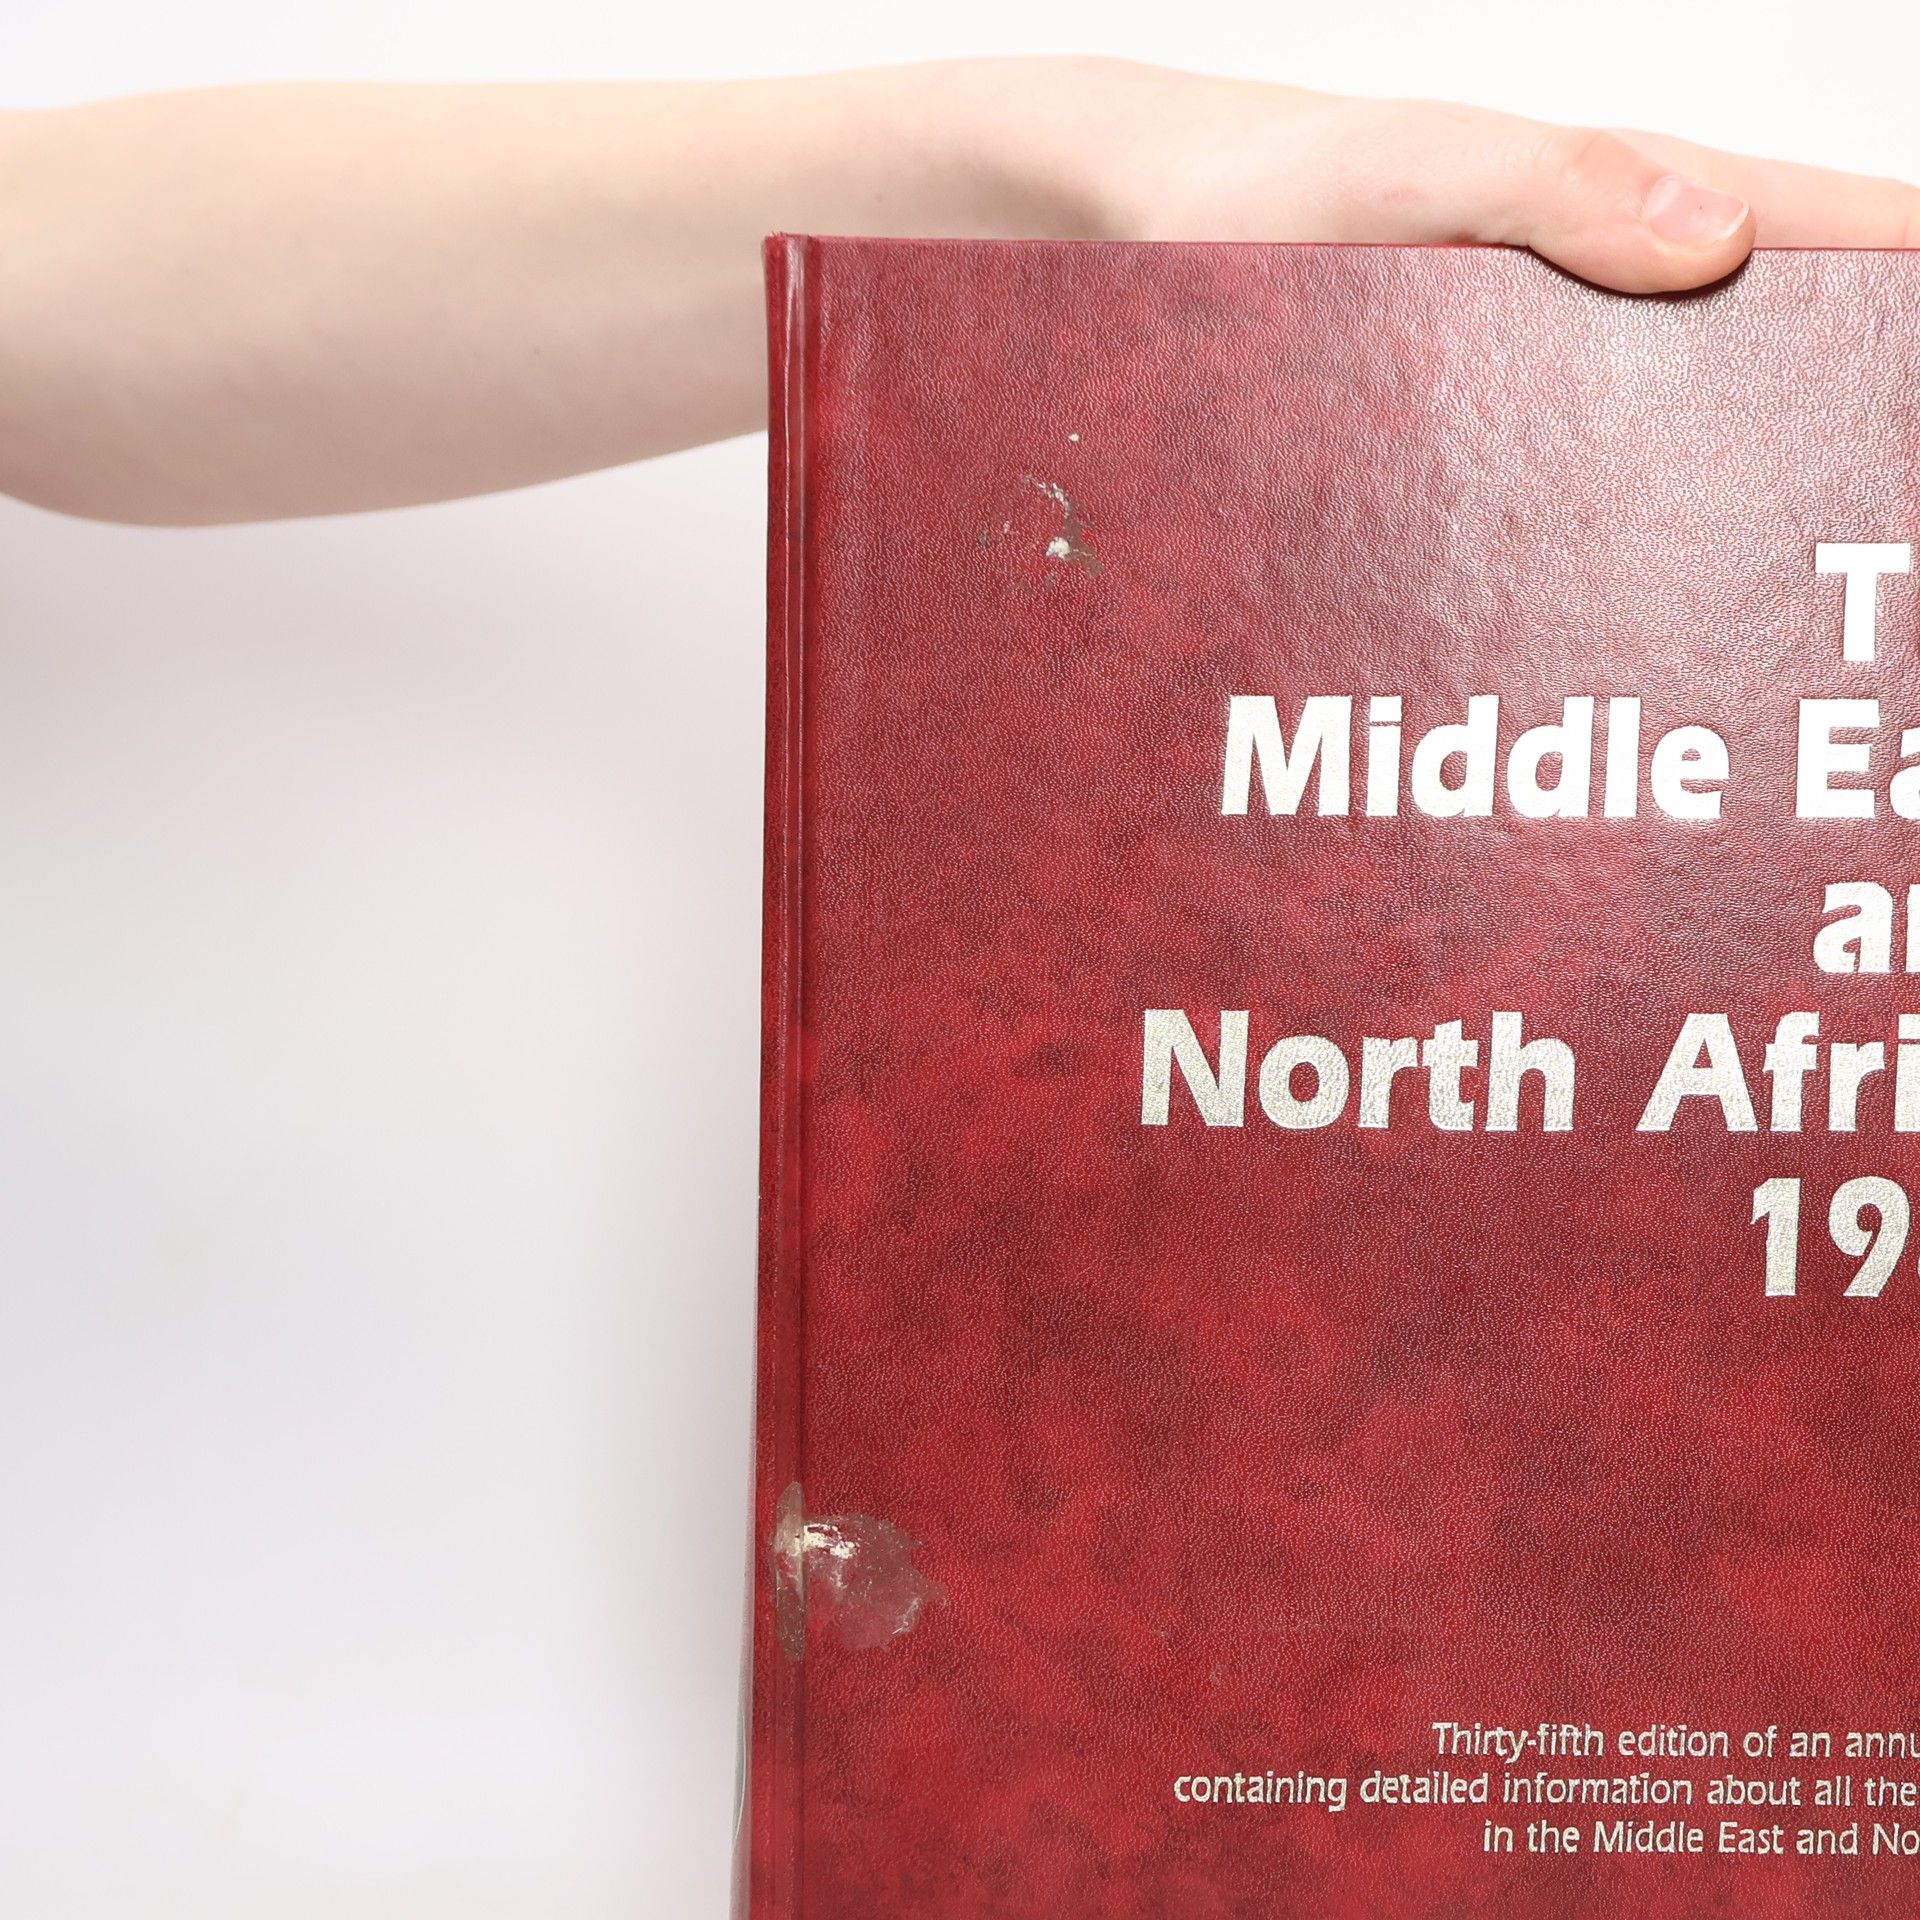 T
Middle Ea
an
North Afri
19
Thirty-fifth edition of an annu
containing detailed information about all the
in the Middle East and No